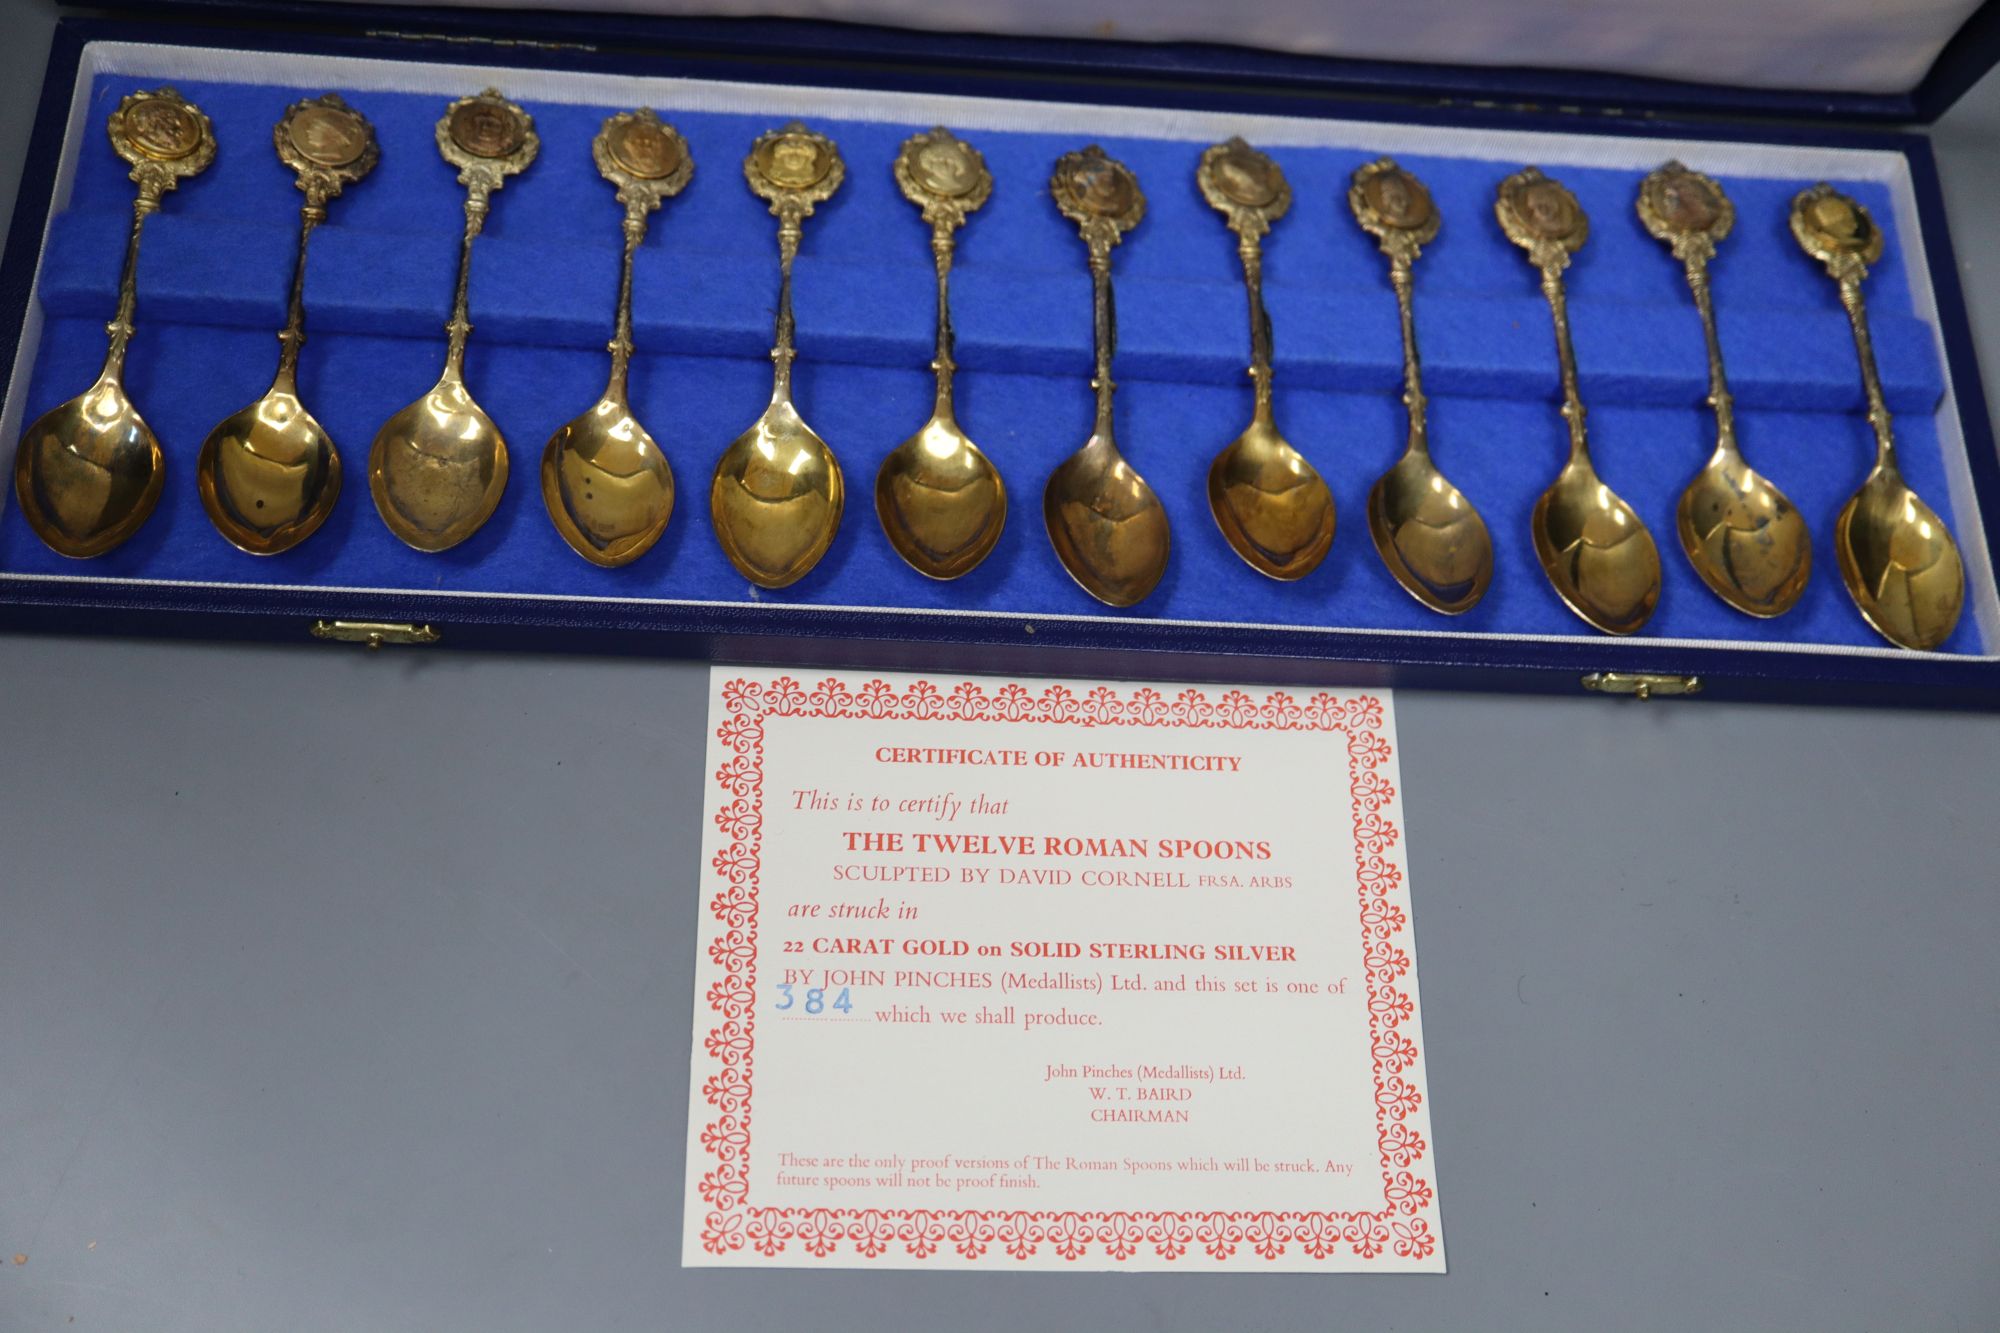 CERTIFICATE OF AUTHENTICITY
This is to certify that
THE TWELVE ROMAN SPOONS
SCULPTED BY DAVID CORNELL FRSA. ARBS
are struck in
22 CARAT GOLD on SOLID STERLING SILVER
BY JOHN PINCHES (Medallists) Ltd. and this set is one of
384 which we shall produce.
John Pinches (Medallists) Ltd.
W. T. BAIRD
CHAIRMAN
These are the only proof versions of The Roman Spoons which will be struck. Any
future spoons will not be proof finish.